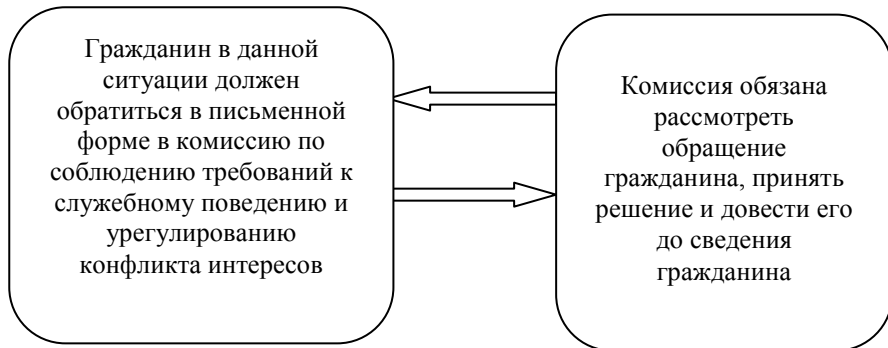 Гражданин в данной
ситуации должен
обратиться в письменной
форме в комиссию по
соблюдению требований к
служебному поведению и
урегулированию
конфликта интересов
Комиссия обязана
рассмотреть
обращение
гражданина, принять
решение и довести его
до сведения
гражданина